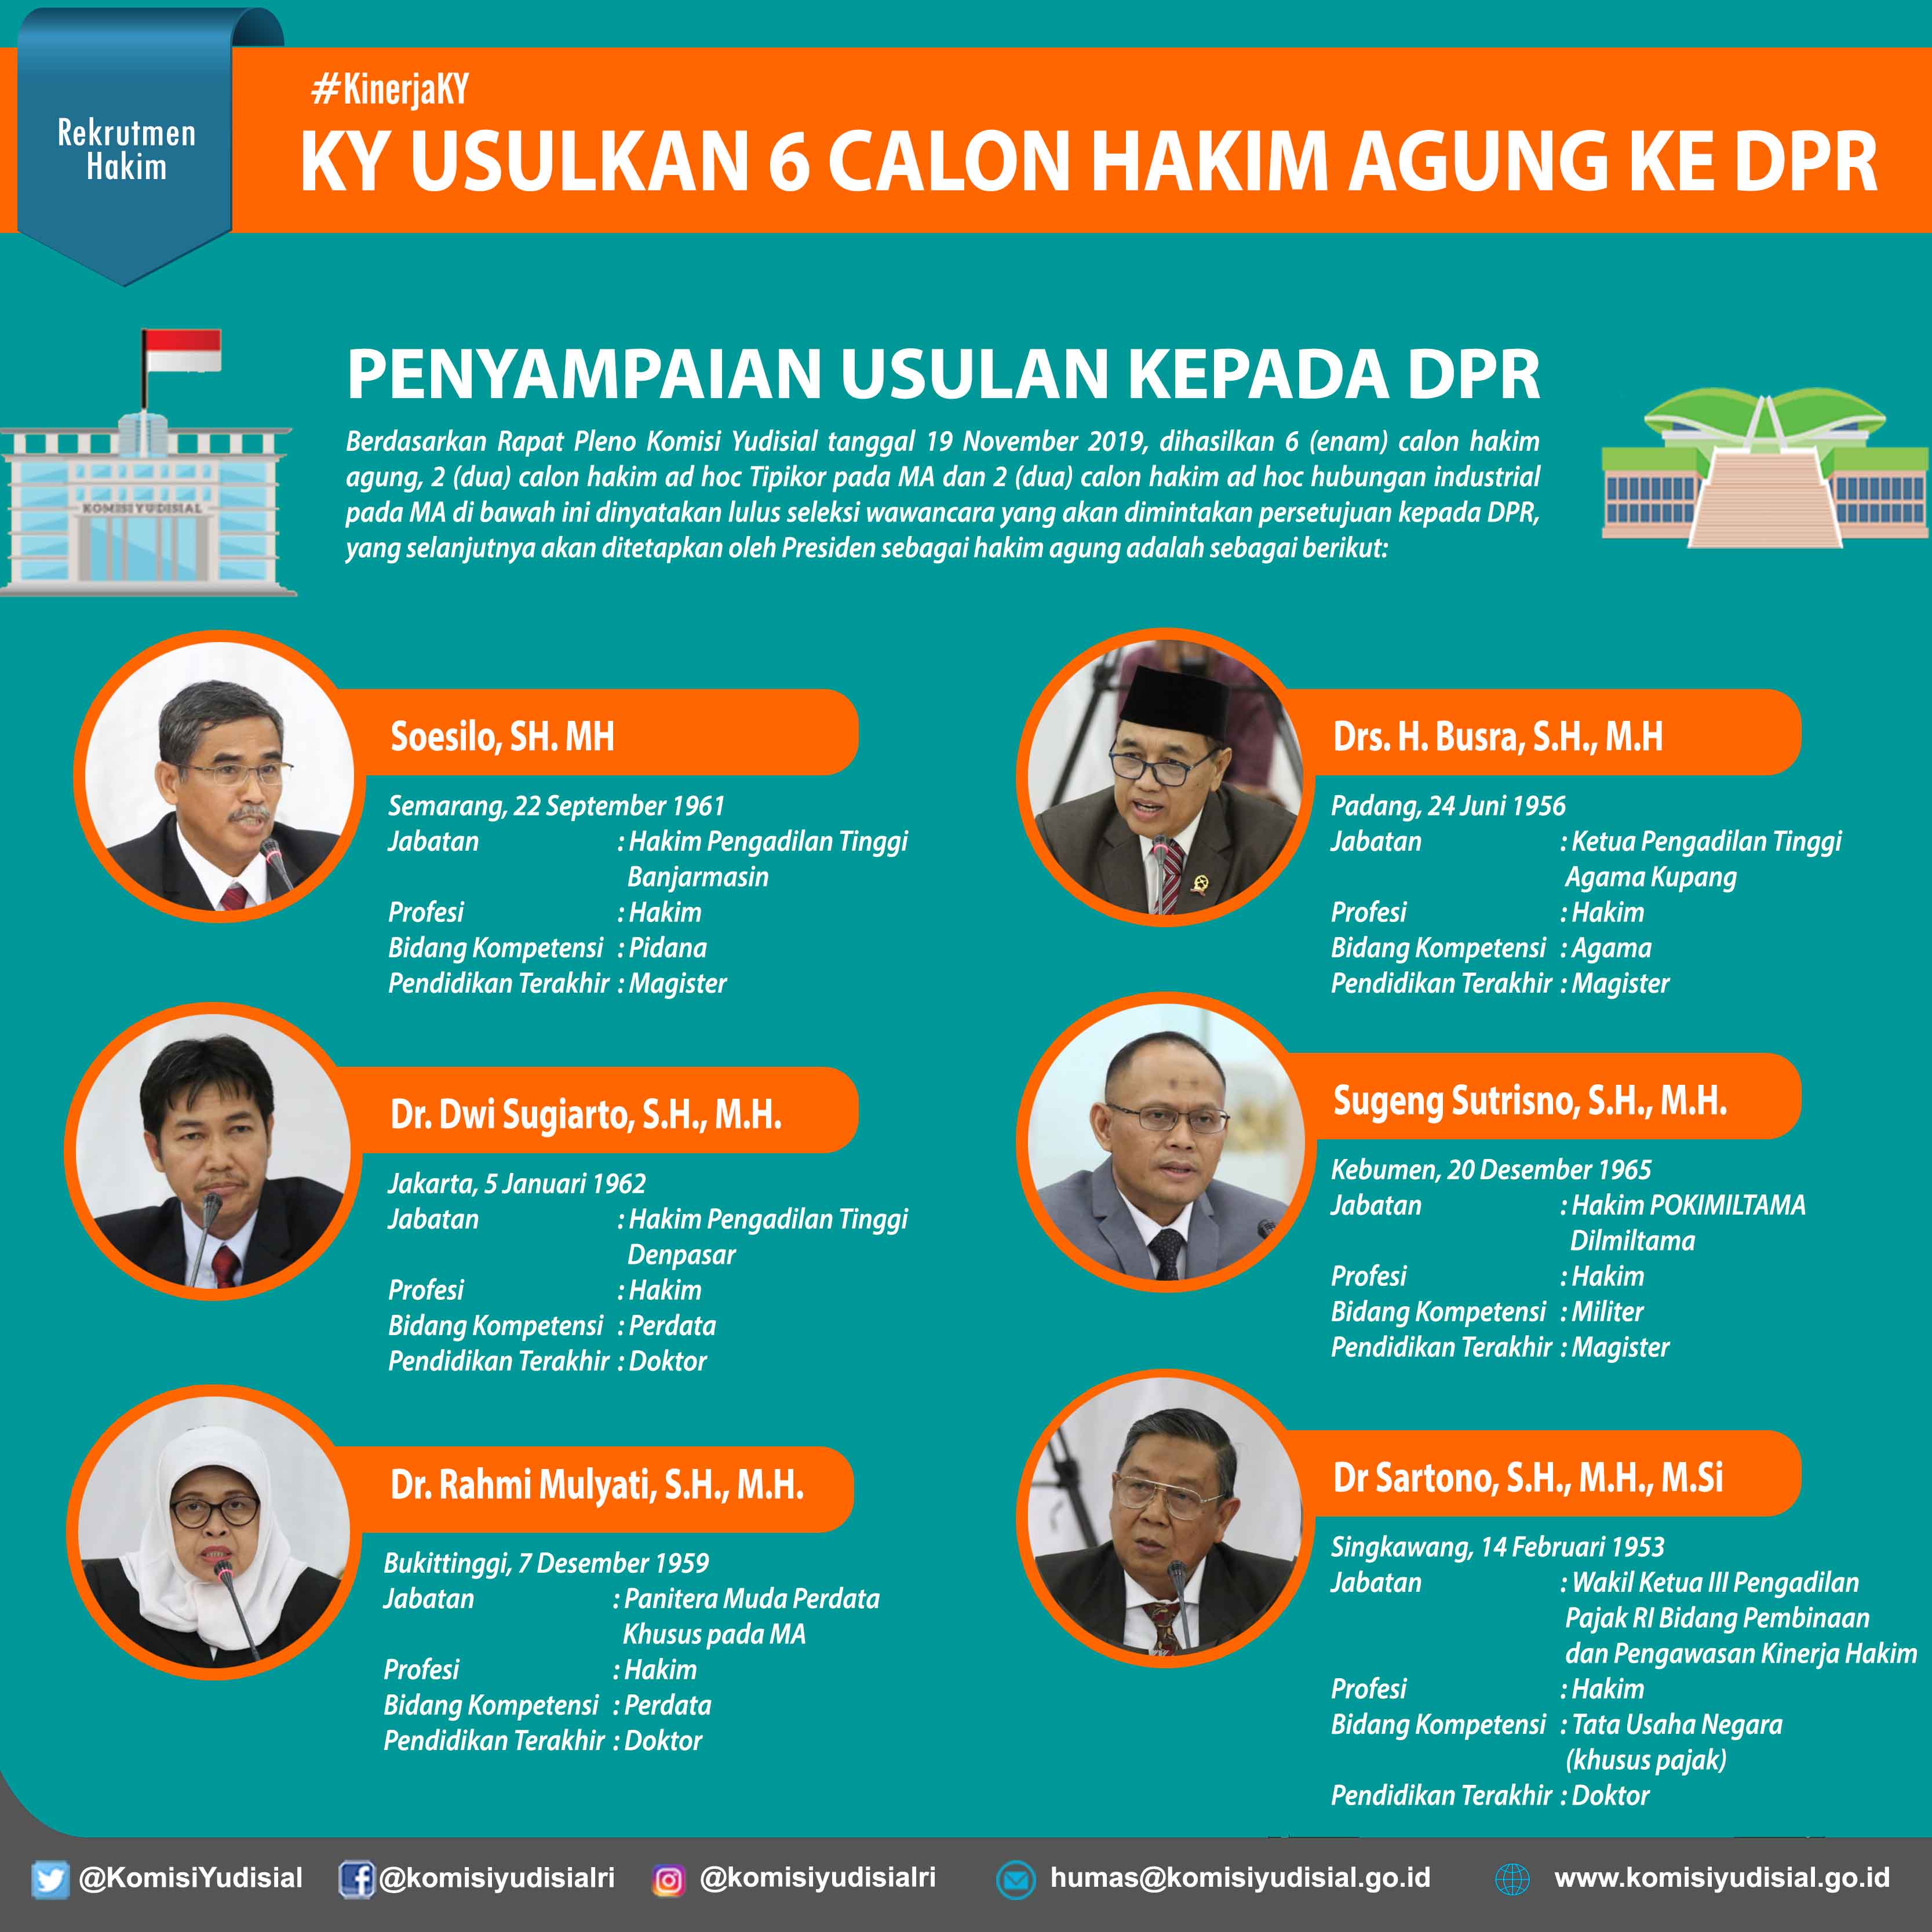 Rekrutmen
Hakim
#KinerjaKY
KY USULKAN 6 CALON HAKIM AGUNG KE DPR
KOMISI YUDISIAL
PENYAMPAIAN USULAN KEPADA DPR
Berdasarkan Rapat Pleno Komisi Yudisial tanggal 19 November 2019, dihasilkan 6 (enam) calon hakim
agung, 2 (dua) calon hakim ad hoc Tipikor pada MA dan 2 (dua) calon hakim ad hoc hubungan industrial
pada MA di bawah ini dinyatakan lulus seleksi wawancara yang akan dimintakan persetujuan kepada DPR,
yang selanjutnya akan ditetapkan oleh Presiden sebagai hakim agung adalah sebagai berikut:
Soesilo, SH. MH
Semarang, 22 September 1961
Jabatan : Hakim Pengadilan Tinggi
Banjarmasin
Profesi : Hakim
Bidang Kompetensi : Pidana
Pendidikan Terakhir : Magister
Dr. Dwi Sugiarto, S.H., M.H.
Jakarta, 5 Januari 1962
Jabatan : Hakim Pengadilan Tinggi
Denpasar
Profesi : Hakim
Bidang Kompetensi : Perdata
Pendidikan Terakhir : Doktor
Dr. Rahmi Mulyati, S.H., M.H.
Bukittinggi, 7 Desember 1959
Jabatan : Panitera Muda Perdata
Khusus pada MA
Profesi : Hakim
Bidang Kompetensi : Perdata
Pendidikan Terakhir : Doktor
Drs. H. Busra, S.H., M.H
Padang, 24 Juni 1956
Jabatan : Ketua Pengadilan Tinggi
Agama Kupang
Profesi : Hakim
Bidang Kompetensi : Agama
Pendidikan Terakhir : Magister
Sugeng Sutrisno, S.H., M.H.
Kebumen, 20 Desember 1965
Jabatan : Hakim POKIMILTAMA
Dilmiltama
Profesi : Hakim
Bidang Kompetensi : Militer
Pendidikan Terakhir : Magister
Dr Sartono, S.H., M.H., M.Si
Singkawang, 14 Februari 1953
Jabatan : Wakil Ketua III Pengadilan
Pajak RI Bidang Pembinaan
dan Pengawasan Kinerja Hakim
Profesi : Hakim
Bidang Kompetensi : Tata Usaha Negara
(khusus pajak)
Pendidikan Terakhir : Doktor
@KomisiYudisial @komisiyudisialri @komisiyudisialri humas@komisiyudisial.go.id www.komisiyudisial.go.id